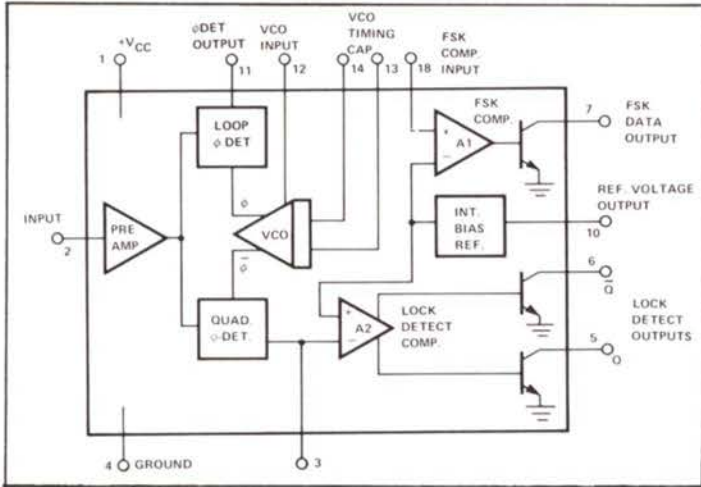 φDET
OUTPUT
VCO
INPUT
VCO
TIMING
CAP
FSK
COMP.
INPUT
+VCC
1
11
12
14
13
18
LOOP
φ DET
FSK
COMP.
A1
+
−
7
FSK
DATA
OUTPUT
INPUT
2
PRE
AMP
φ
VCO
φ̅
INT.
BIAS
REF.
REF. VOLTAGE
OUTPUT
10
QUAD.
φ-DET.
+
A2
−
LOCK
DETECT
COMP.
6
Q̅
LOCK
DETECT
OUTPUTS
5
Q
4
GROUND
3